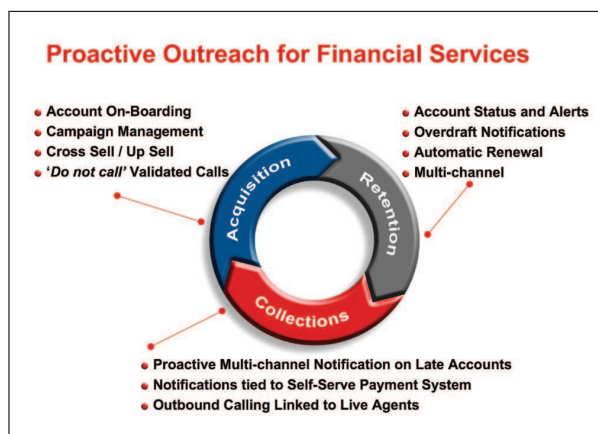 Proactive Outreach for Financial Services
• Account On-Boarding
• Campaign Management
• Cross Sell / Up Sell
• ‘Do not call’ Validated Calls
• Account Status and Alerts
• Overdraft Notifications
• Automatic Renewal
• Multi-channel
Acquisition
Retention
Collections
• Proactive Multi-channel Notification on Late Accounts
• Notifications tied to Self-Serve Payment System
• Outbound Calling Linked to Live Agents